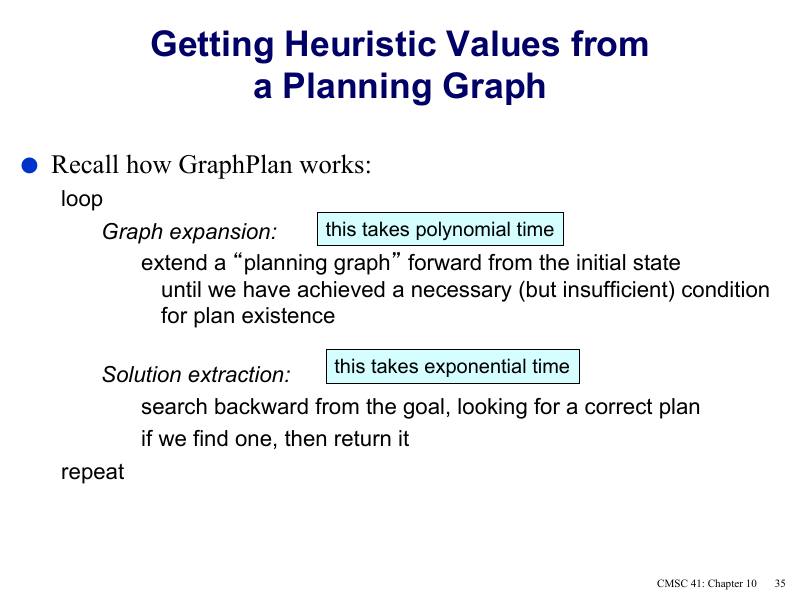 Getting Heuristic Values from
a Planning Graph
Recall how GraphPlan works:
loop
Graph expansion: this takes polynomial time
extend a “planning graph” forward from the initial state
until we have achieved a necessary (but insufficient) condition
for plan existence
Solution extraction: this takes exponential time
search backward from the goal, looking for a correct plan
if we find one, then return it
repeat
CMSC 41: Chapter 10 35